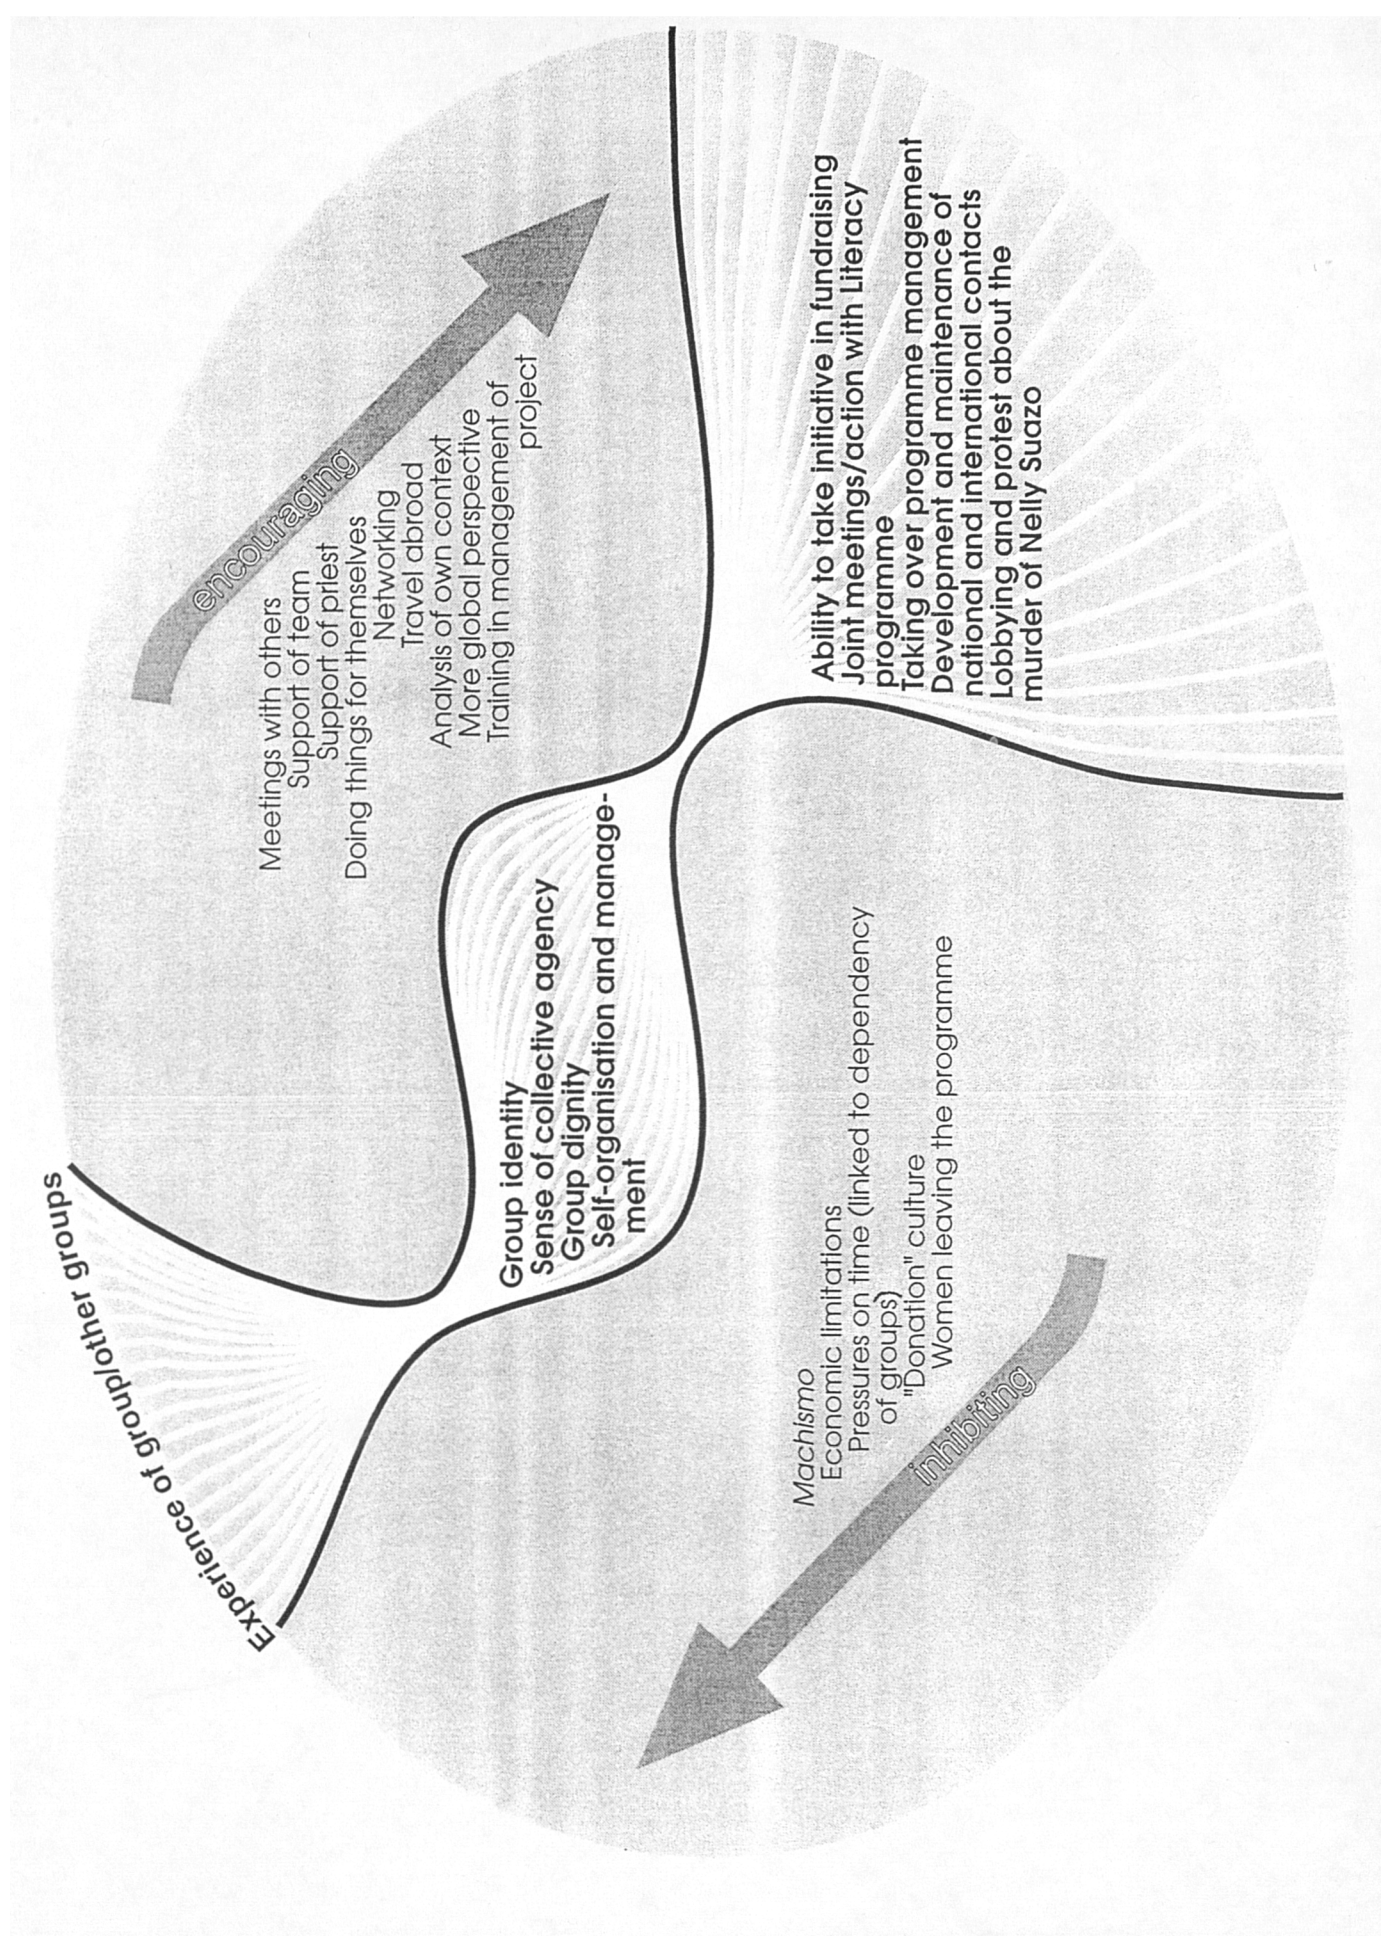 Experience of group/other groups
encouraging
Meetings with others
Support of team
Support of priest
Doing things for themselves
Networking
Travel abroad
Analysis of own context
More global perspective
Training in management of
project
Group identity
Sense of collective agency
Group dignity
Self-organisation and manage-
ment
Ability to take initiative in fundraising
Joint meetings/action with Literacy
programme
Taking over programme management
Development and maintenance of
national and international contacts
Lobbying and protest about the
murder of Nelly Suazo
Machismo
Economic limitations
Pressures on time (linked to dependency
of groups)
"Donation" culture
Women leaving the programme
inhibiting